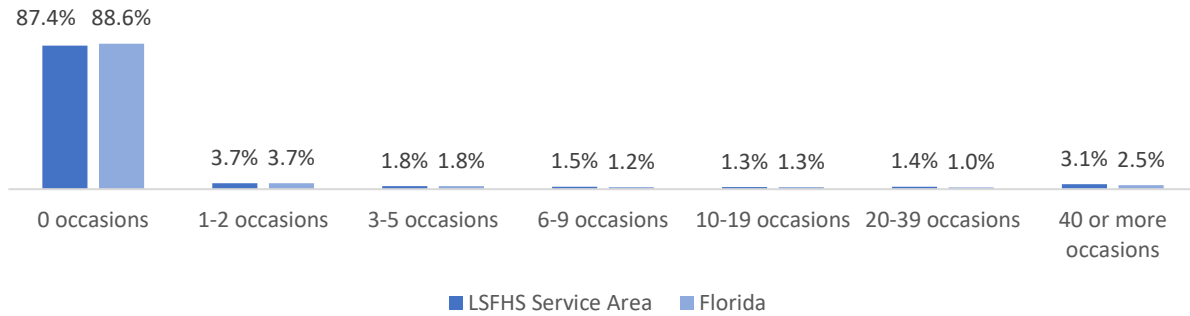 87.4% 88.6%
3.7% 3.7%
1.8% 1.8%
1.5% 1.2%
1.3% 1.3%
1.4% 1.0%
3.1% 2.5%
0 occasions
1-2 occasions
3-5 occasions
6-9 occasions
10-19 occasions
20-39 occasions
40 or more
occasions
LSFHS Service Area
Florida